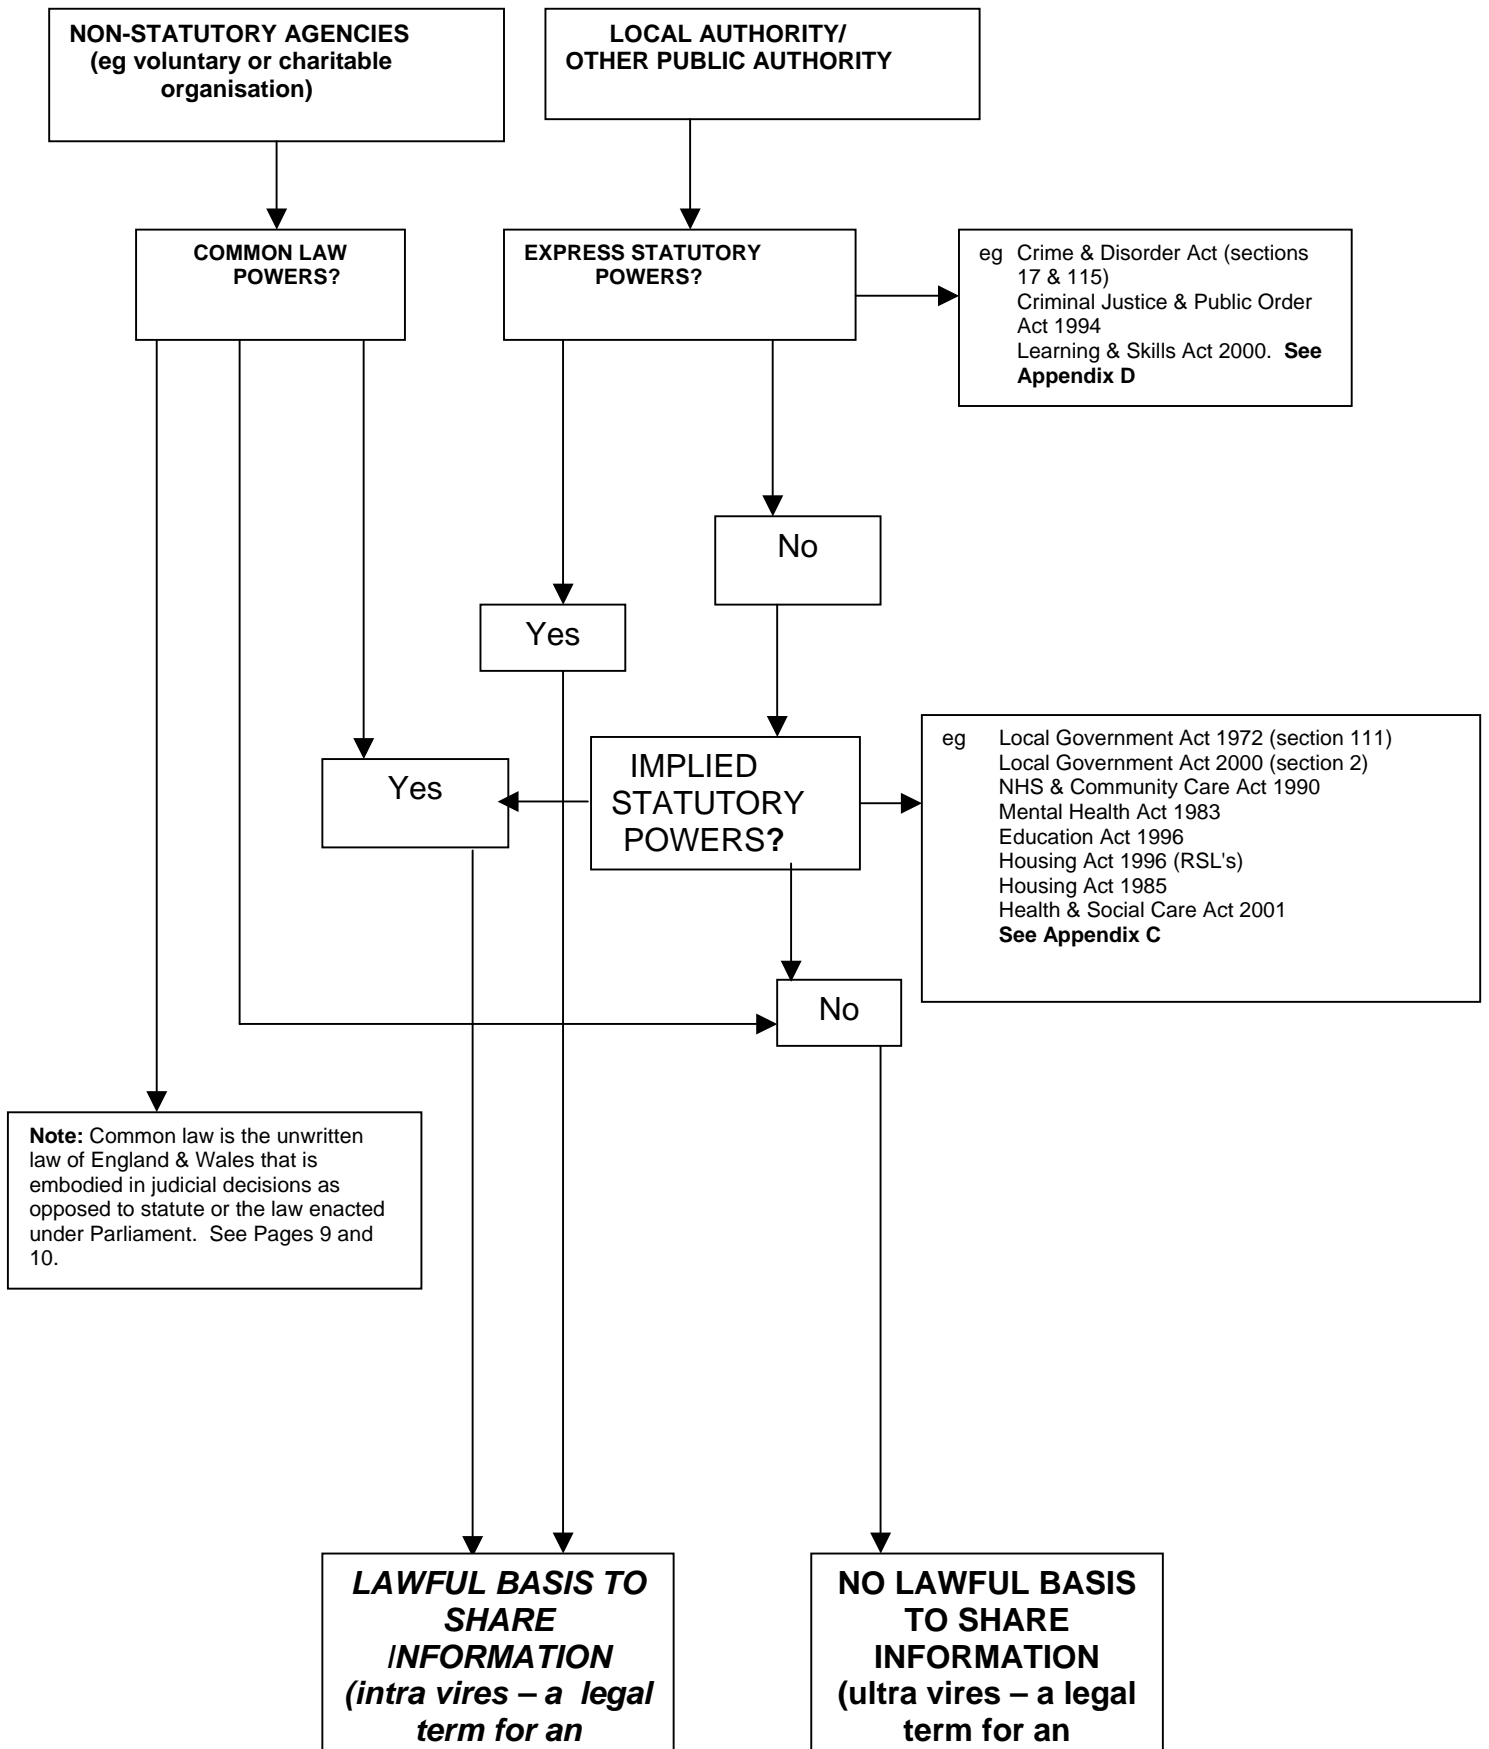 NON-STATUTORY AGENCIES
(eg voluntary or charitable
organisation)
LOCAL AUTHORITY/
OTHER PUBLIC AUTHORITY
COMMON LAW
POWERS?
EXPRESS STATUTORY
POWERS?
eg Crime & Disorder Act (sections
17 & 115)
Criminal Justice & Public Order
Act 1994
Learning & Skills Act 2000. See
Appendix D
No
Yes
Yes
IMPLIED
STATUTORY
POWERS?
eg Local Government Act 1972 (section 111)
Local Government Act 2000 (section 2)
NHS & Community Care Act 1990
Mental Health Act 1983
Education Act 1996
Housing Act 1996 (RSL's)
Housing Act 1985
Health & Social Care Act 2001
See Appendix C
No
Note: Common law is the unwritten
law of England & Wales that is
embodied in judicial decisions as
opposed to statute or the law enacted
under Parliament. See Pages 9 and
10.
LAWFUL BASIS TO
SHARE
INFORMATION
(intra vires – a legal
term for an
NO LAWFUL BASIS
TO SHARE
INFORMATION
(ultra vires – a legal
term for an